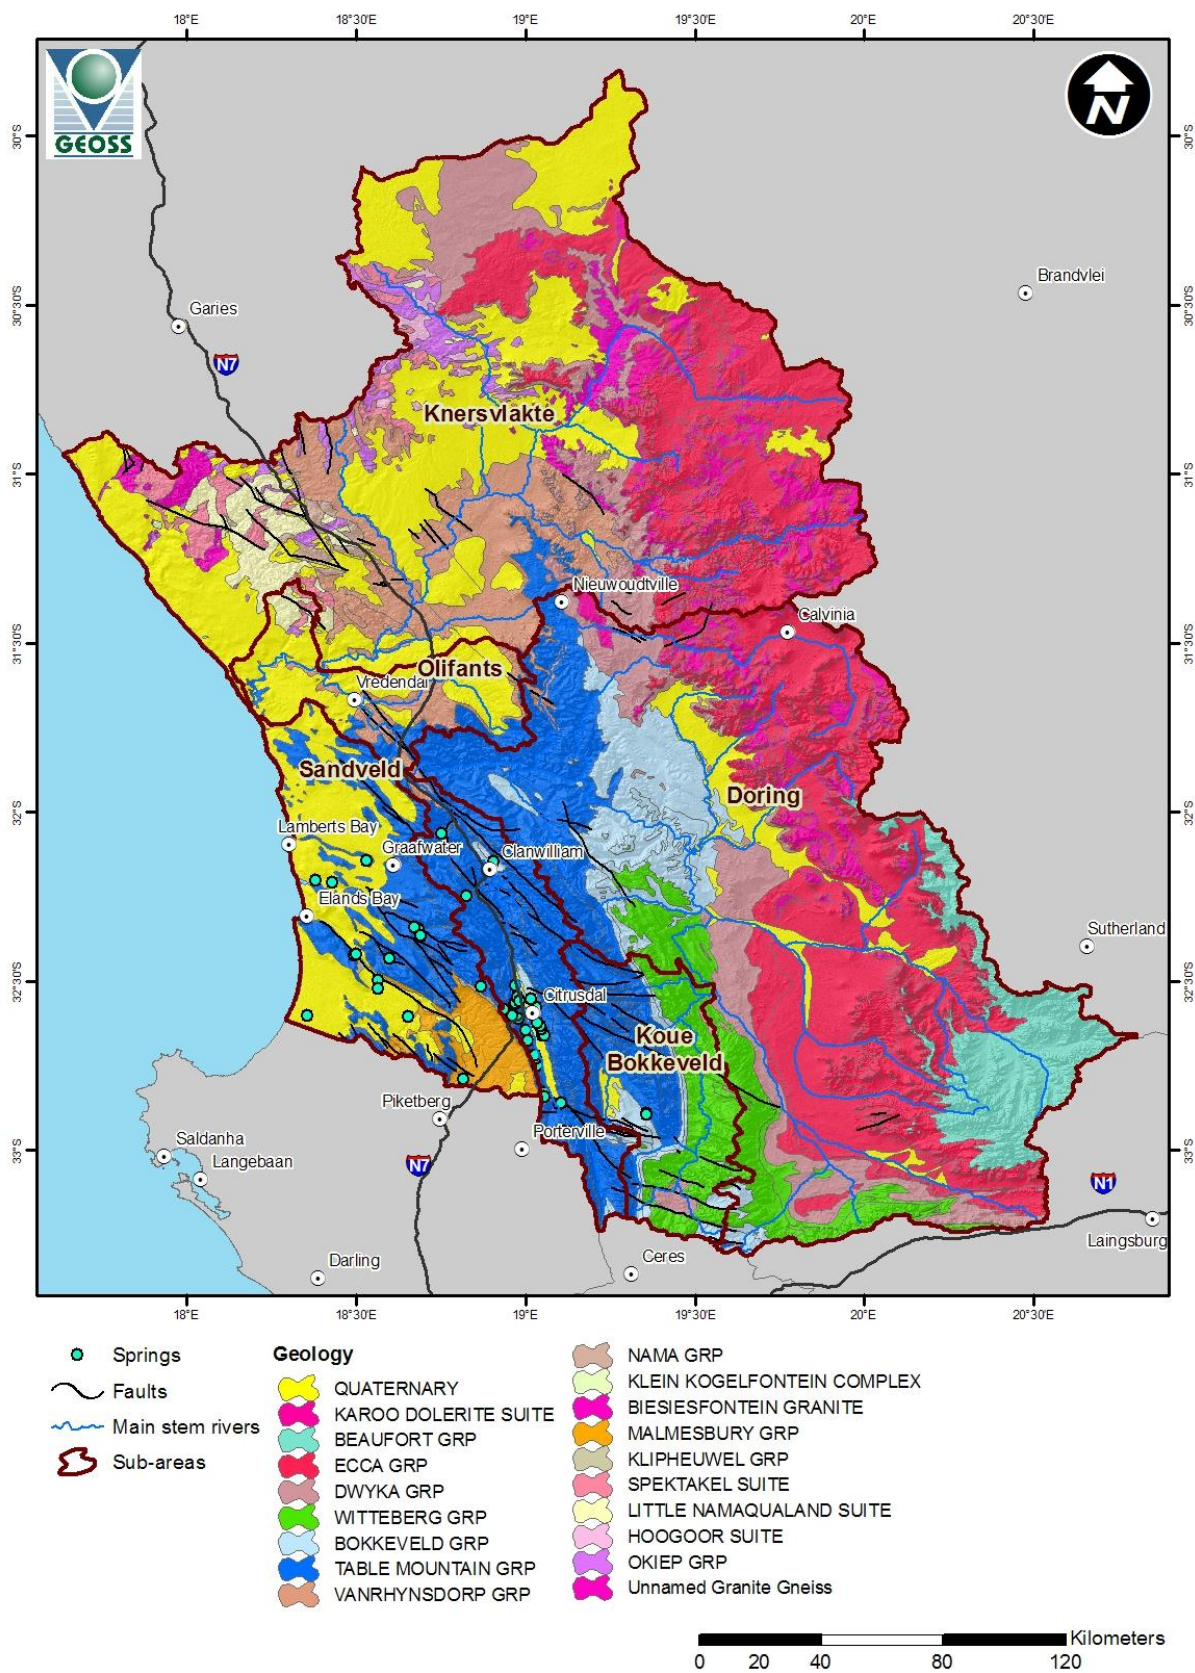 18°E 18°30'E 19°E 19°30'E 20°E 20°30'E
GEOSS
N
30°S 30°S
Brandvlei
30°30'S 30°30'S
Garies
N7
Knersvlakte
31°S 31°S
Nieuwoudtville
Calvinia
31°30'S 31°30'S
Olifants
Vredendal
Sandveld
Doring
32°S 32°S
Lamberts Bay
Graafwater
Clanwilliam
Elands Bay
Sutherland
32°30'S 32°30'S
Citrusdal
Koue
Bokkeveld
Piketberg
Porterville
Saldanha
33°S 33°S
Langebaan
N7
N1
Laingsburg
Darling
Ceres
18°E 18°30'E 19°E 19°30'E 20°E 20°30'E
Springs
Faults
Main stem rivers
Sub-areas
Geology
QUATERNARY
KAROO DOLERITE SUITE
BEAUFORT GRP
ECCA GRP
DWYKA GRP
WITTEBERG GRP
BOKKEVELD GRP
TABLE MOUNTAIN GRP
VANRHYNSDORP GRP
NAMA GRP
KLEIN KOGELFONTEIN COMPLEX
BIESIESFONTEIN GRANITE
MALMESBURY GRP
KLIPHEUWEL GRP
SPEKTAKEL SUITE
LITTLE NAMAQUALAND SUITE
HOOGOOR SUITE
OKIEP GRP
Unnamed Granite Gneiss
Kilometers
0 20 40 80 120